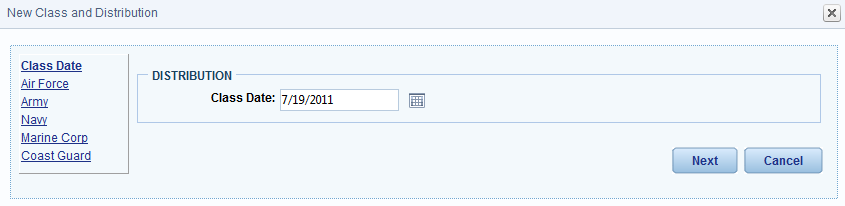 New Class and Distribution
Class Date
Air Force
Army
Navy
Marine Corp
Coast Guard
DISTRIBUTION
Class Date: 7/19/2011
Next Cancel